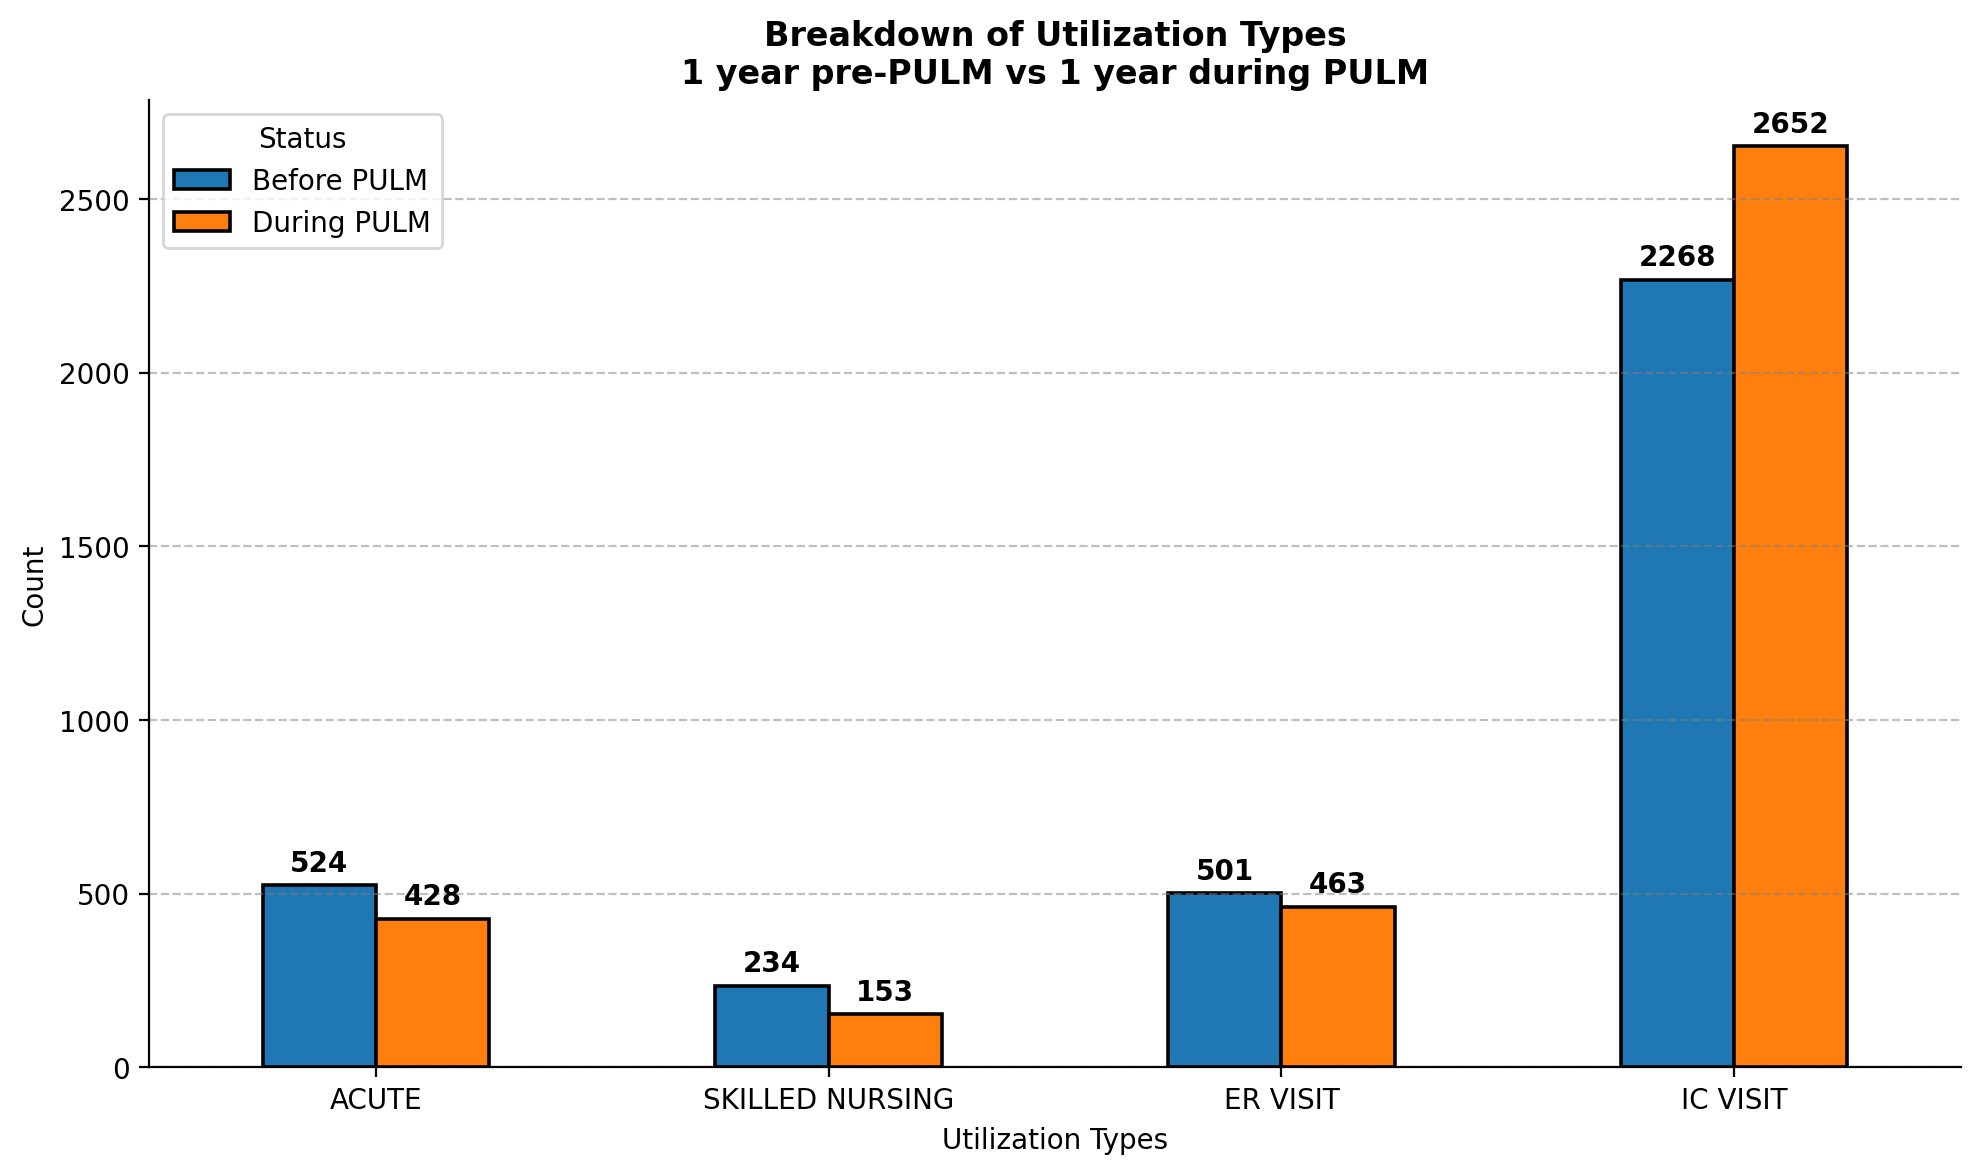 Breakdown of Utilization Types
1 year pre-PULM vs 1 year during PULM
Status
Before PULM
During PULM
Count
2500
2000
1500
1000
500
0
524
428
234
153
501
463
2268
2652
ACUTE
SKILLED NURSING
ER VISIT
IC VISIT
Utilization Types